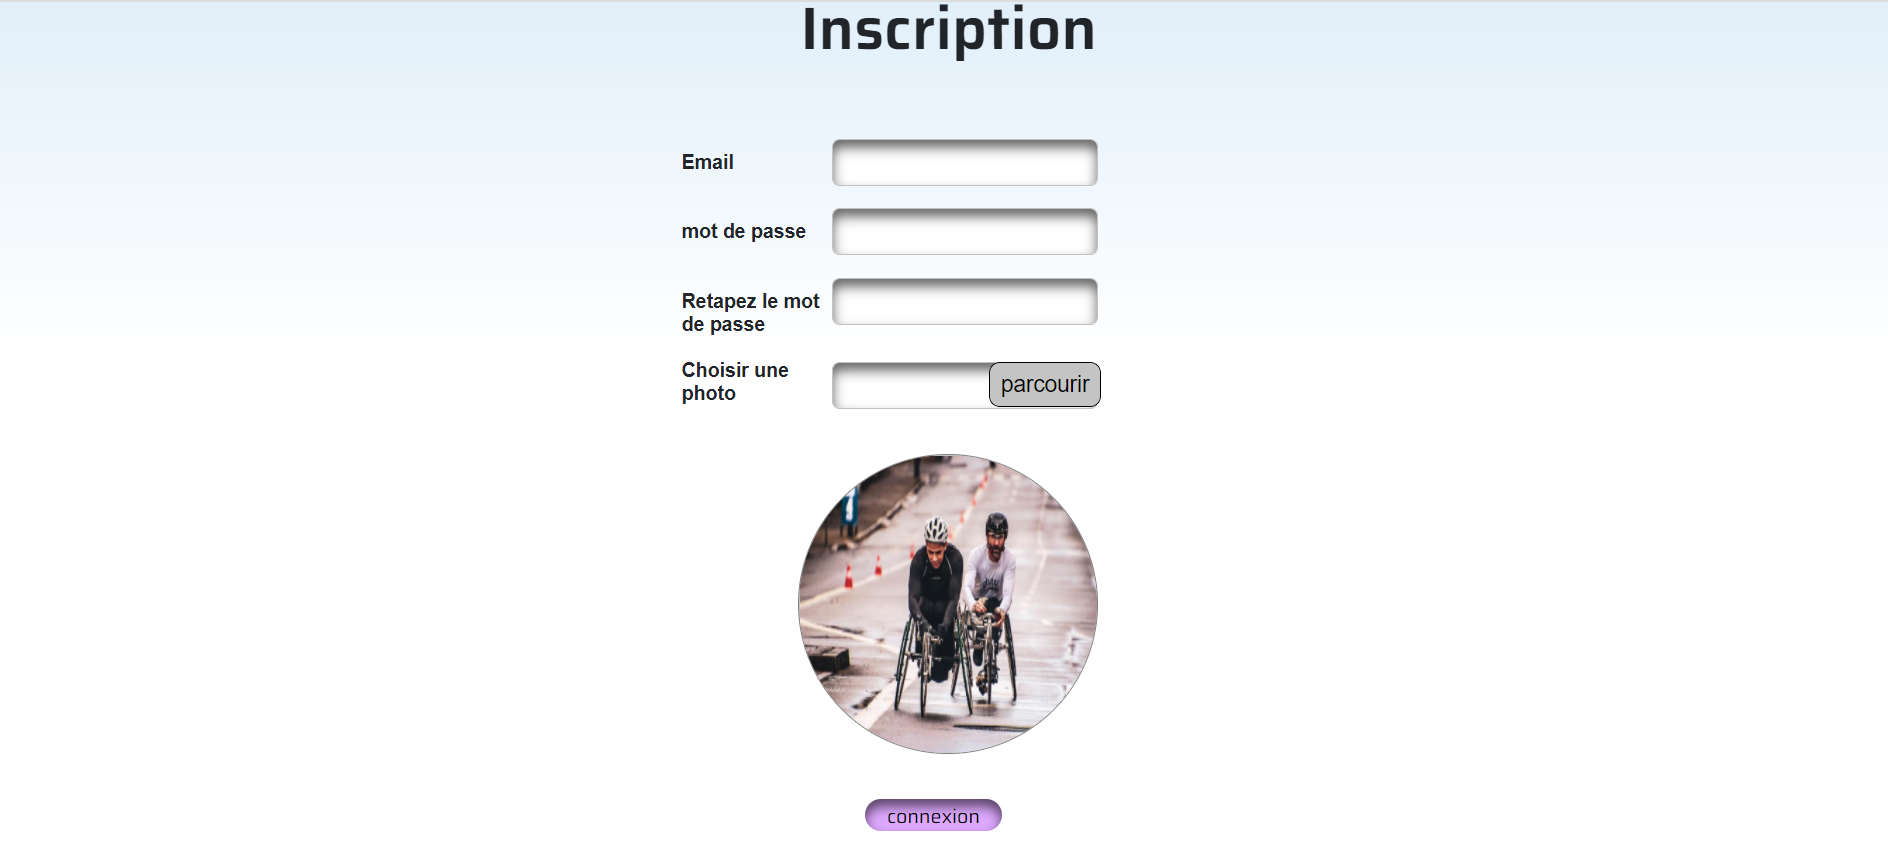 Inscription
Email
mot de passe
Retapez le mot
de passe
Choisir une
photo
parcourir
connexion